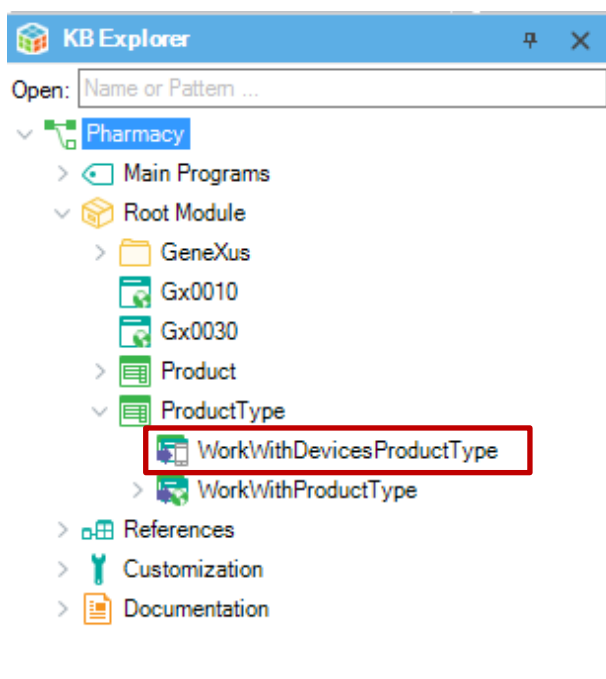 KB Explorer
Open: Name or Pattern ...
Pharmacy
Main Programs
Root Module
GeneXus
Gx0010
Gx0030
Product
ProductType
WorkWithDevicesProductType
WorkWithProductType
References
Customization
Documentation